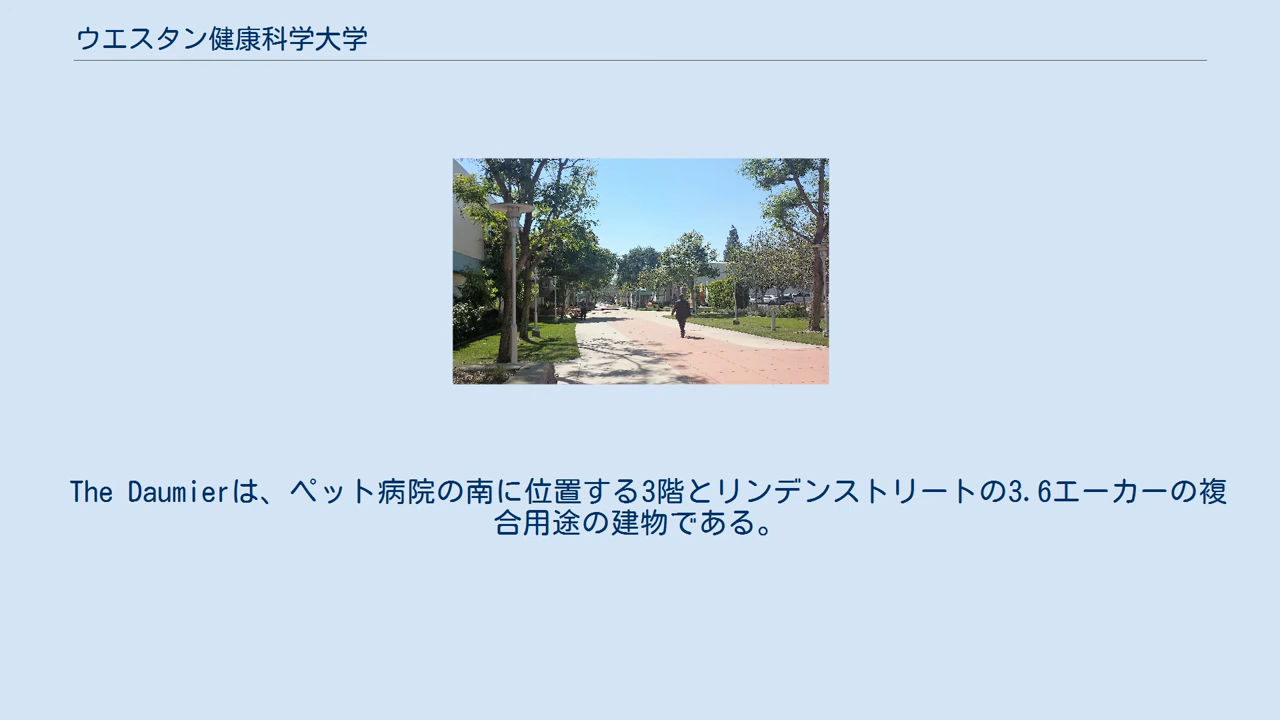 ウエスタン健康科学大学
The Daumierは、ペット病院の南に位置する3階とリンデンストリートの3.6エーカーの複
合用途の建物である。